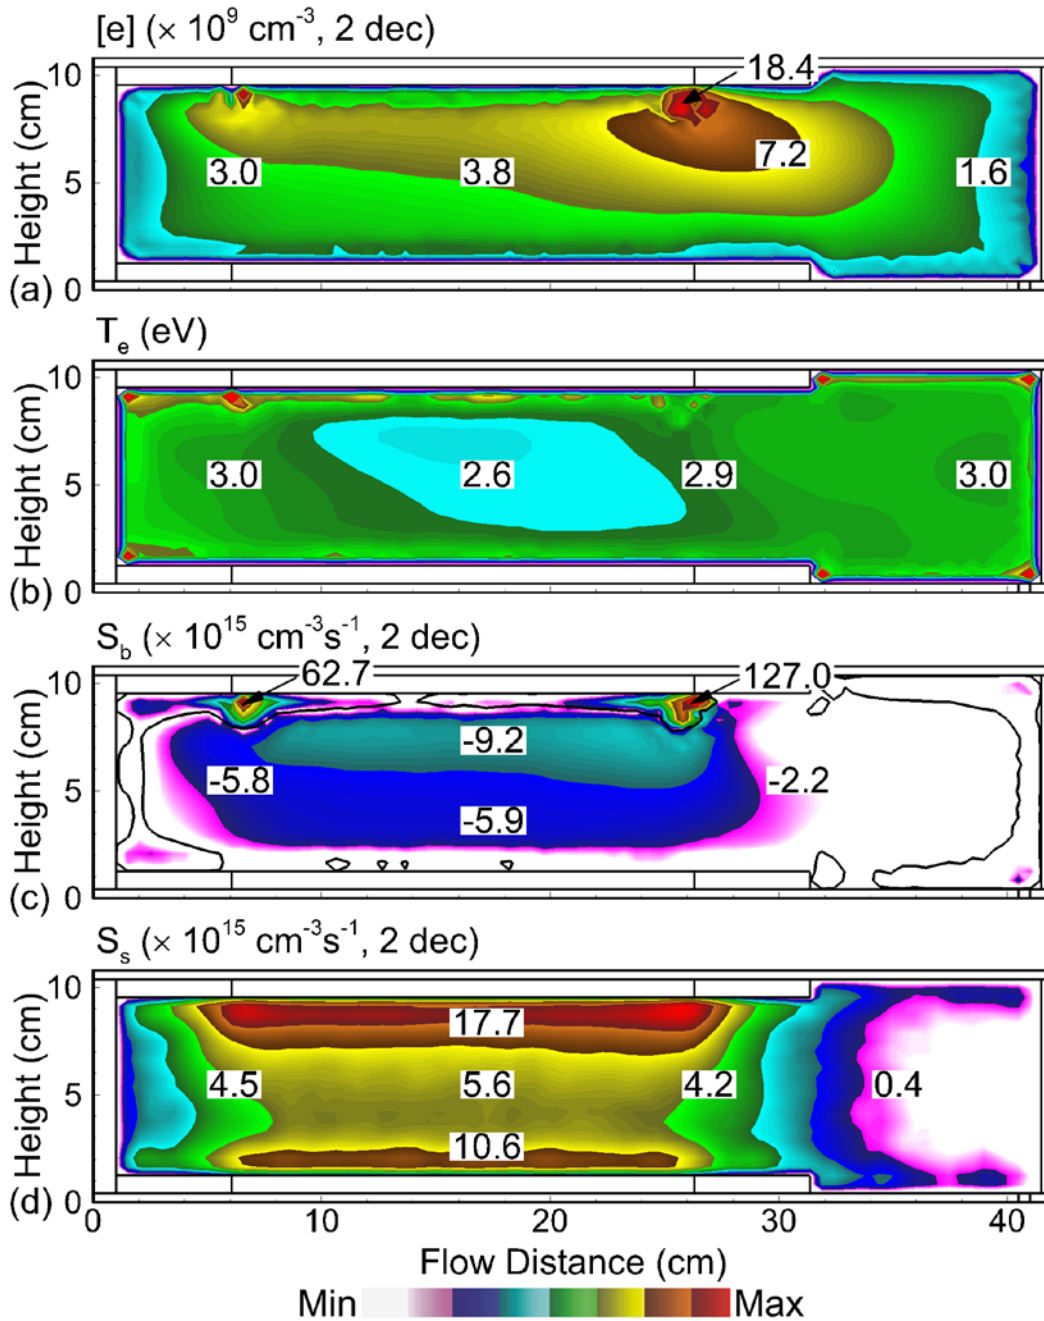 [e] (× 10⁹ cm⁻³, 2 dec)
10
18.4
Height (cm)
5
3.0
3.8
7.2
1.6
(a)
0
Tₑ (eV)
10
Height (cm)
5
3.0
2.6
2.9
3.0
(b)
0
S_b (× 10¹⁵ cm⁻³s⁻¹, 2 dec)
10
62.7
127.0
Height (cm)
5
-9.2
-5.8
-2.2
-5.9
(c)
0
Sₛ (× 10¹⁵ cm⁻³s⁻¹, 2 dec)
10
Height (cm)
5
17.7
4.5
5.6
4.2
0.4
10.6
(d)
0
0 10 20 30 40
Flow Distance (cm)
Min Max